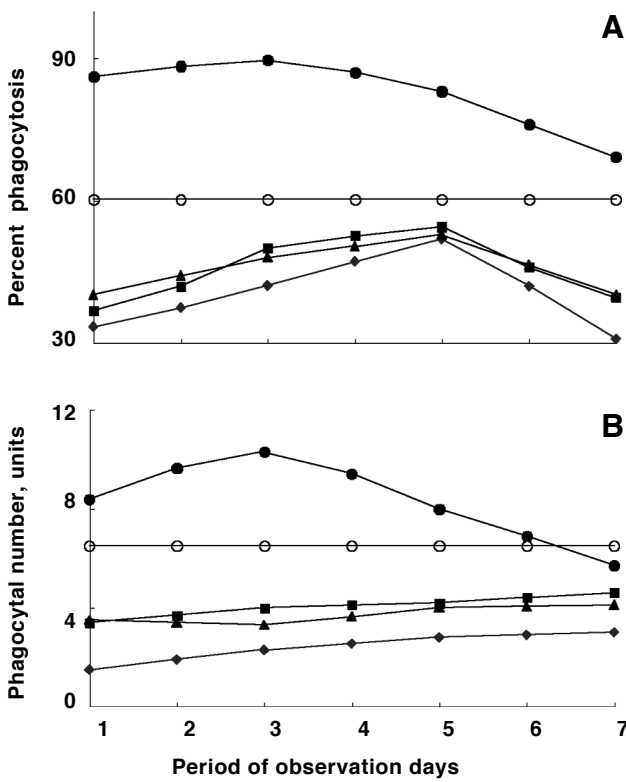 A
90
60
30
Percent phagocytosis
B
12
8
4
0
Phagocytal number, units
1 2 3 4 5 6 7
Period of observation days